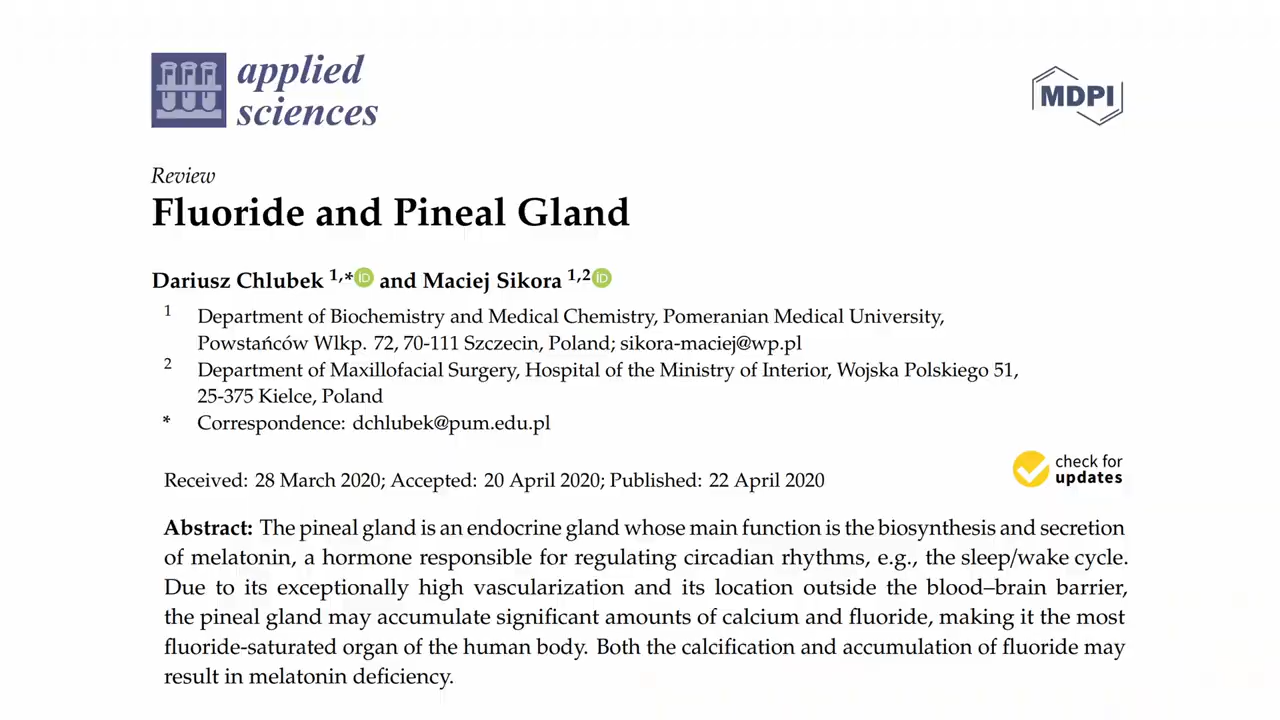 applied
sciences
MDPI
Review
Fluoride and Pineal Gland
Dariusz Chlubek 1,* iD and Maciej Sikora 1,2 iD
1 Department of Biochemistry and Medical Chemistry, Pomeranian Medical University,
Powstańców Wlkp. 72, 70-111 Szczecin, Poland; sikora-maciej@wp.pl
2 Department of Maxillofacial Surgery, Hospital of the Ministry of Interior, Wojska Polskiego 51,
25-375 Kielce, Poland
* Correspondence: dchlubek@pum.edu.pl
Received: 28 March 2020; Accepted: 20 April 2020; Published: 22 April 2020
check for
updates
Abstract: The pineal gland is an endocrine gland whose main function is the biosynthesis and secretion
of melatonin, a hormone responsible for regulating circadian rhythms, e.g., the sleep/wake cycle.
Due to its exceptionally high vascularization and its location outside the blood–brain barrier,
the pineal gland may accumulate significant amounts of calcium and fluoride, making it the most
fluoride-saturated organ of the human body. Both the calcification and accumulation of fluoride may
result in melatonin deficiency.